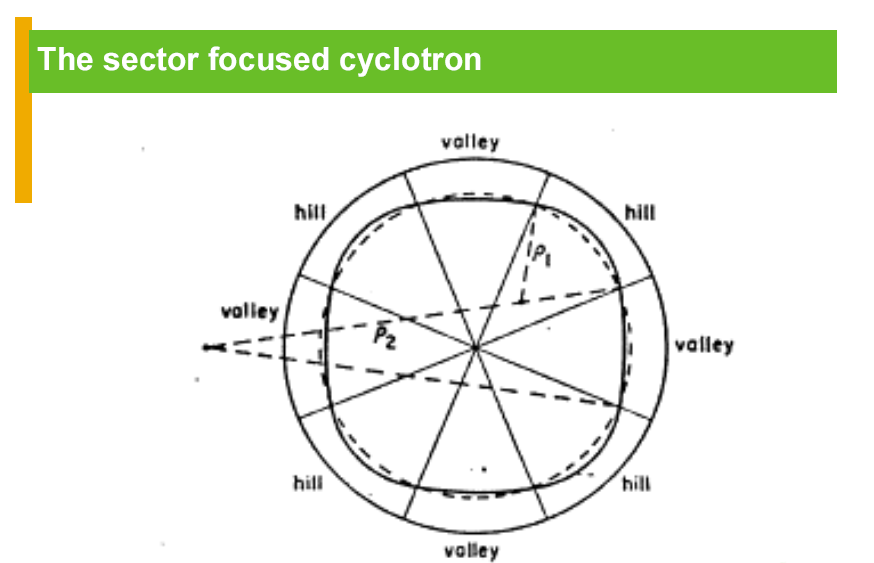 The sector focused cyclotron
valley
hill
hill
ρ₁
valley
ρ₂
valley
hill
hill
valley